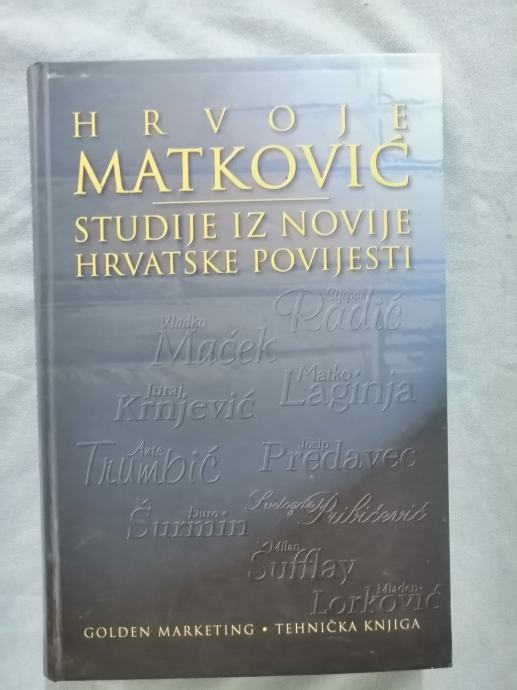 HRVOJE
MATKOVIĆ
STUDIJE IZ NOVIJE
HRVATSKE POVIJESTI
Stjepan
Radić
Vladko
Maček
Matko
Laginja
Juraj
Krnjević
Ante
Trumbić
Josip
Predavec
Svetozar
Pribićević
Đuro
Šurmin
Milan
Šufflay
Mladen
Lorković
GOLDEN MARKETING • TEHNIČKA KNJIGA